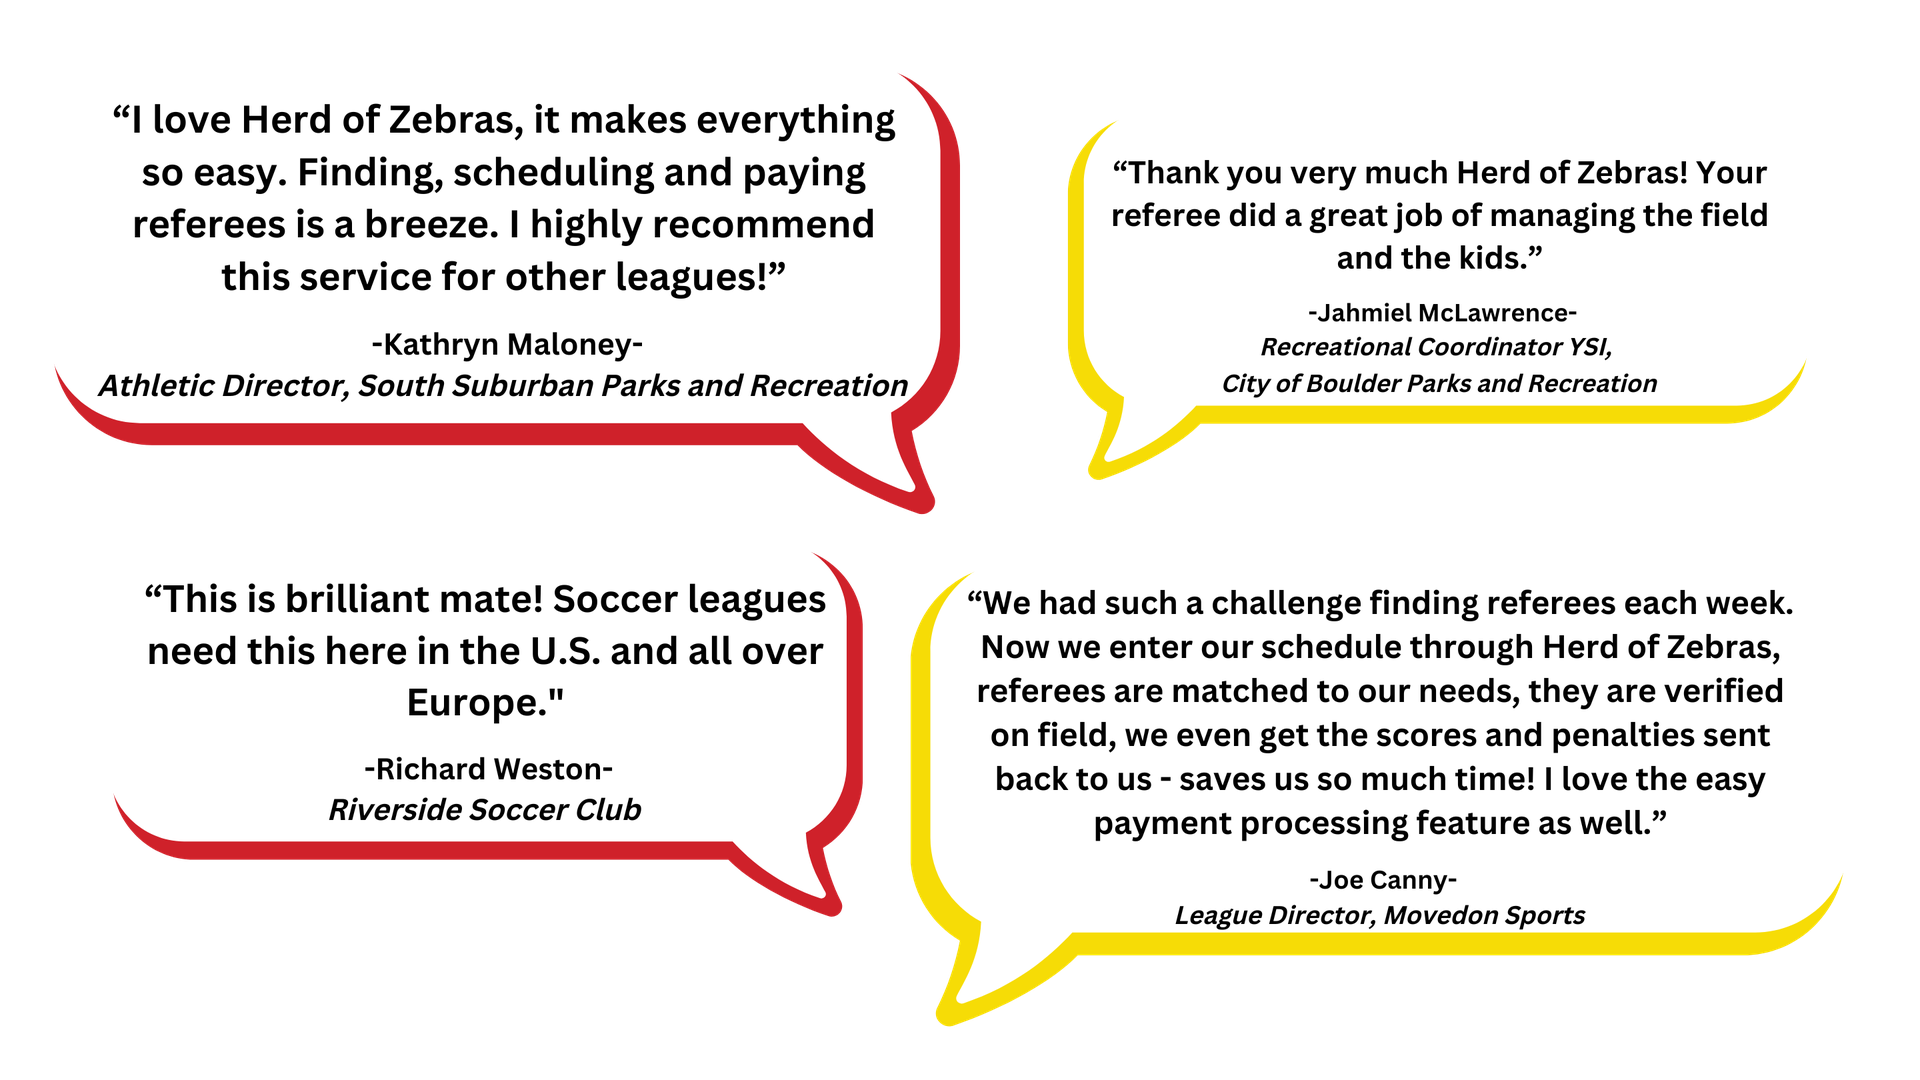 “I love Herd of Zebras, it makes everything
so easy. Finding, scheduling and paying
referees is a breeze. I highly recommend
this service for other leagues!”
-Kathryn Maloney-
Athletic Director, South Suburban Parks and Recreation
“Thank you very much Herd of Zebras! Your
referee did a great job of managing the field
and the kids.”
-Jahmiel McLawrence-
Recreational Coordinator YSI,
City of Boulder Parks and Recreation
“This is brilliant mate! Soccer leagues
need this here in the U.S. and all over
Europe."
-Richard Weston-
Riverside Soccer Club
“We had such a challenge finding referees each week.
Now we enter our schedule through Herd of Zebras,
referees are matched to our needs, they are verified
on field, we even get the scores and penalties sent
back to us - saves us so much time! I love the easy
payment processing feature as well.”
-Joe Canny-
League Director, Movedon Sports